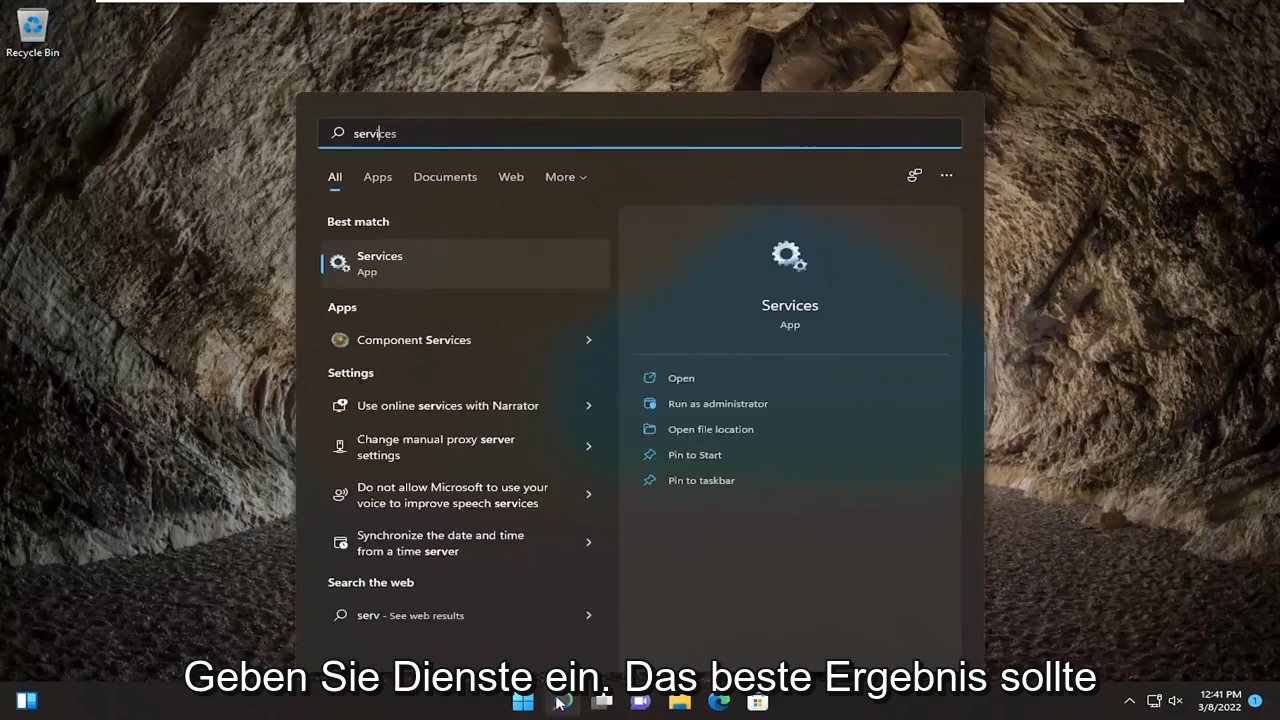 Recycle Bin
services
All
Apps
Documents
Web
More
Best match
Services
App
Apps
Component Services
Settings
Use online services with Narrator
Change manual proxy server
settings
Do not allow Microsoft to use your
voice to improve speech services
Synchronize the date and time
from a time server
Search the web
serv - See web results
Services
App
Open
Run as administrator
Open file location
Pin to Start
Pin to taskbar
Geben Sie Dienste ein. Das beste Ergebnis sollte
12:41 PM
3/8/2022
1